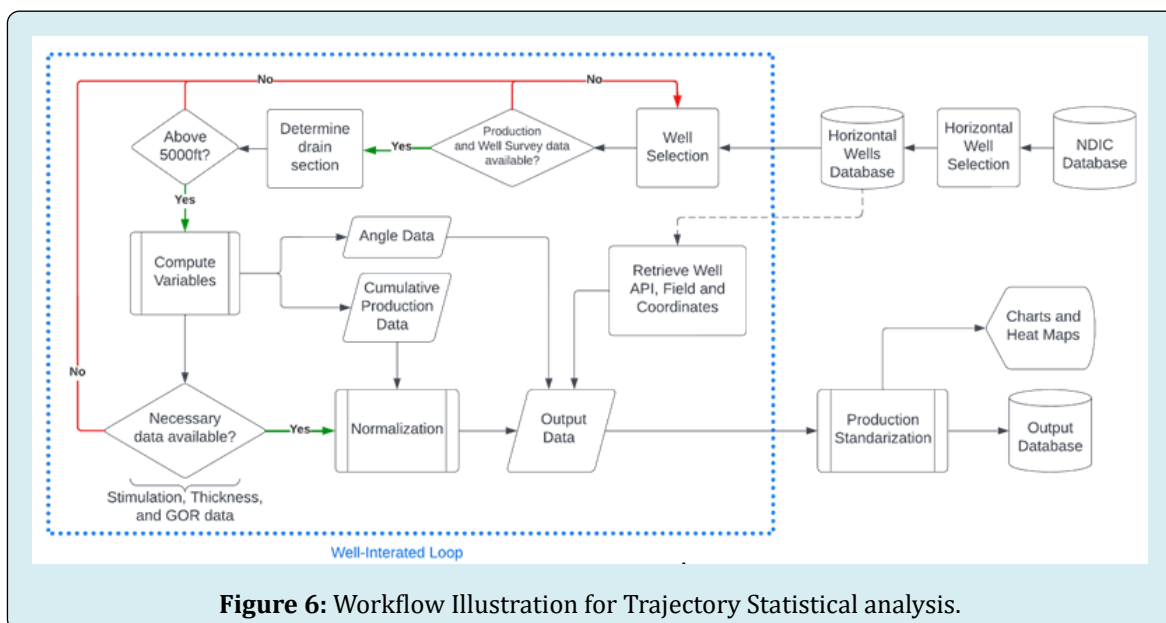 No
No
Above
5000ft?
Determine
drain
section
Yes
Production
and Well Survey data
available?
Well
Selection
Horizontal
Wells
Database
Horizontal
Well
Selection
NDIC
Database
Yes
Compute
Variables
Angle Data
Cumulative
Production
Data
Retrieve Well
API, Field and
Coordinates
Charts and
Heat Maps
No
Necessary
data available?
Yes
Normalization
Output
Data
Production
Standarization
Output
Database
Stimulation, Thickness,
and GOR data
Well-Interated Loop
Figure 6: Workflow Illustration for Trajectory Statistical analysis.